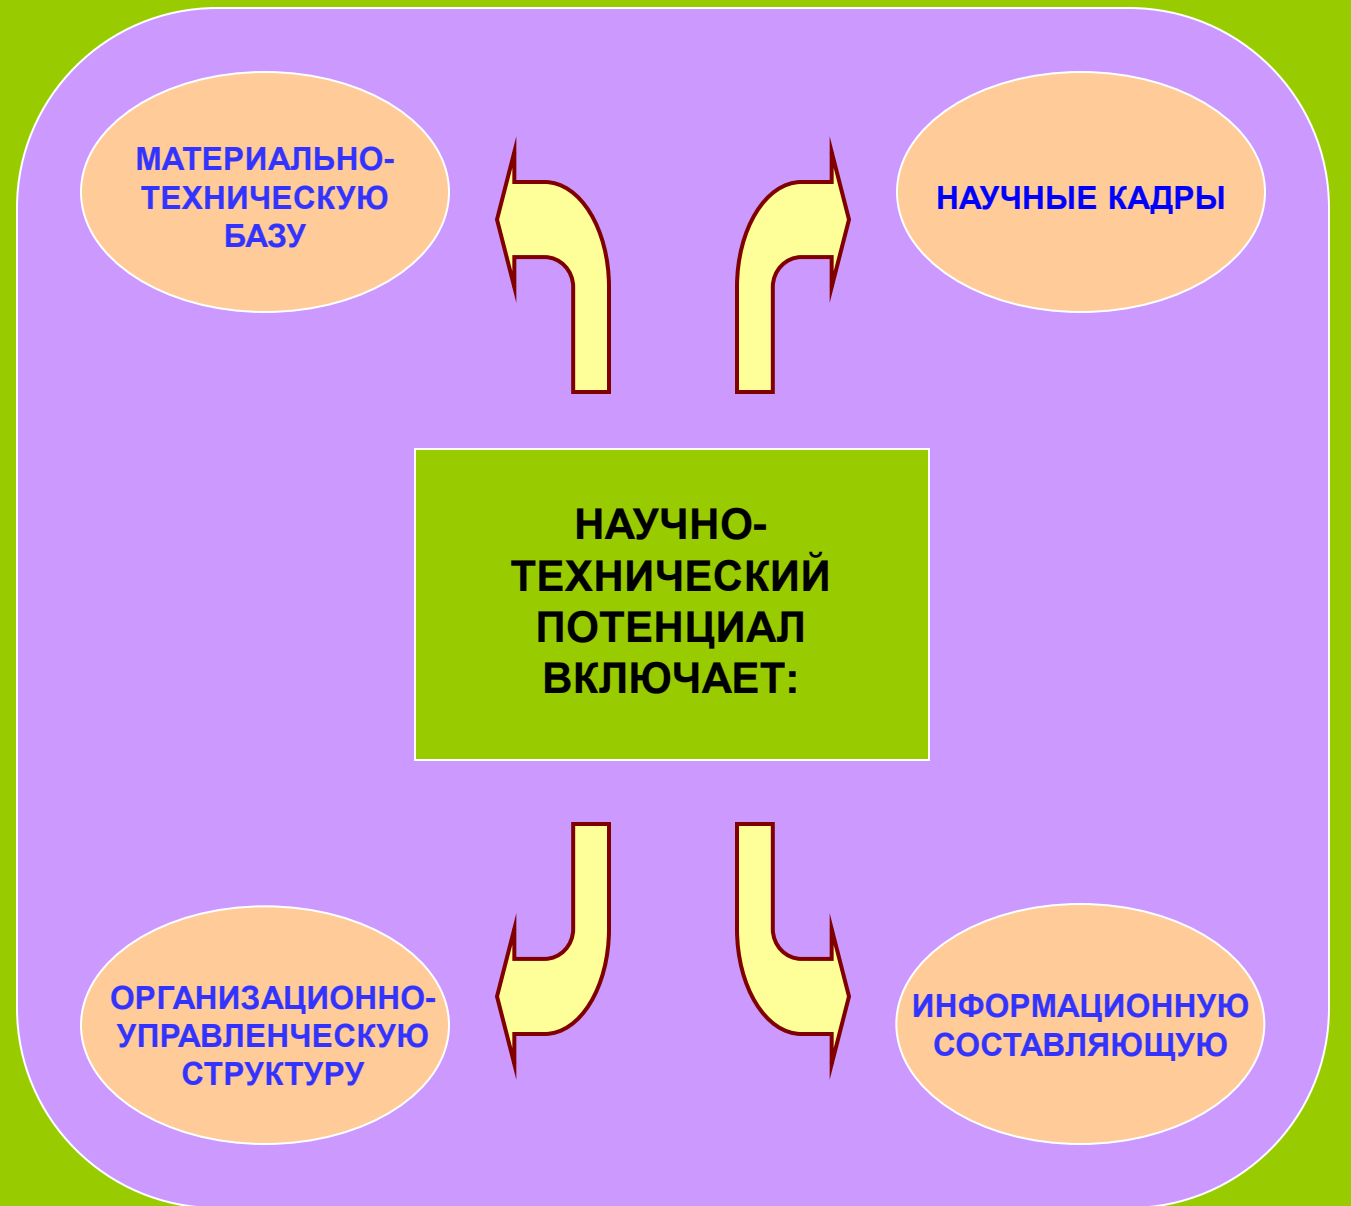 МАТЕРИАЛЬНО-
ТЕХНИЧЕСКУЮ
БАЗУ
НАУЧНЫЕ КАДРЫ
НАУЧНО-
ТЕХНИЧЕСКИЙ
ПОТЕНЦИАЛ
ВКЛЮЧАЕТ:
ОРГАНИЗАЦИОННО-
УПРАВЛЕНЧЕСКУЮ
СТРУКТУРУ
ИНФОРМАЦИОННУЮ
СОСТАВЛЯЮЩУЮ